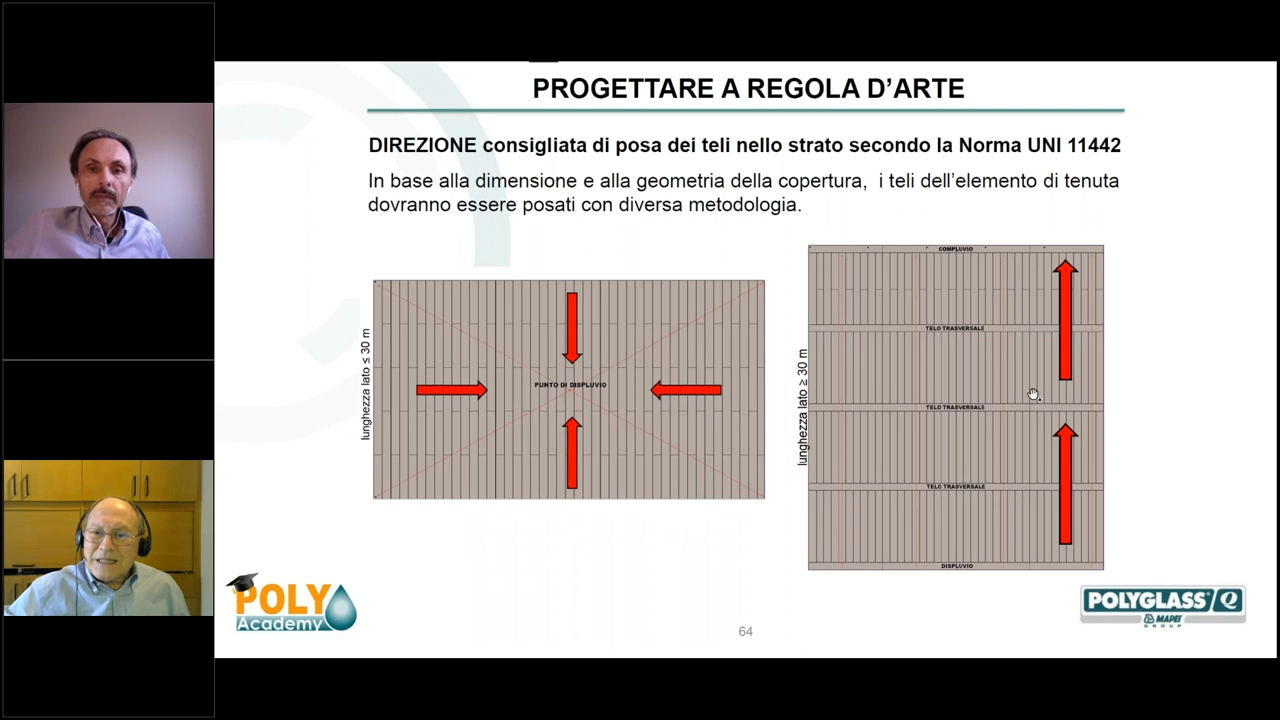 PROGETTARE A REGOLA D’ARTE
DIREZIONE consigliata di posa dei teli nello strato secondo la Norma UNI 11442
In base alla dimensione e alla geometria della copertura, i teli dell’elemento di tenuta
dovranno essere posati con diversa metodologia.
lunghezza lato ≤ 30 m
PUNTO DI DISPLUVIO
lunghezza lato ≥ 30 m
COMPLUVIO
TELO TRASVERSALE
TELO TRASVERSALE
TELO TRASVERSALE
DISPLUVIO
POLY
Academy
64
POLYGLASS® Q
MAPEI
GROUP